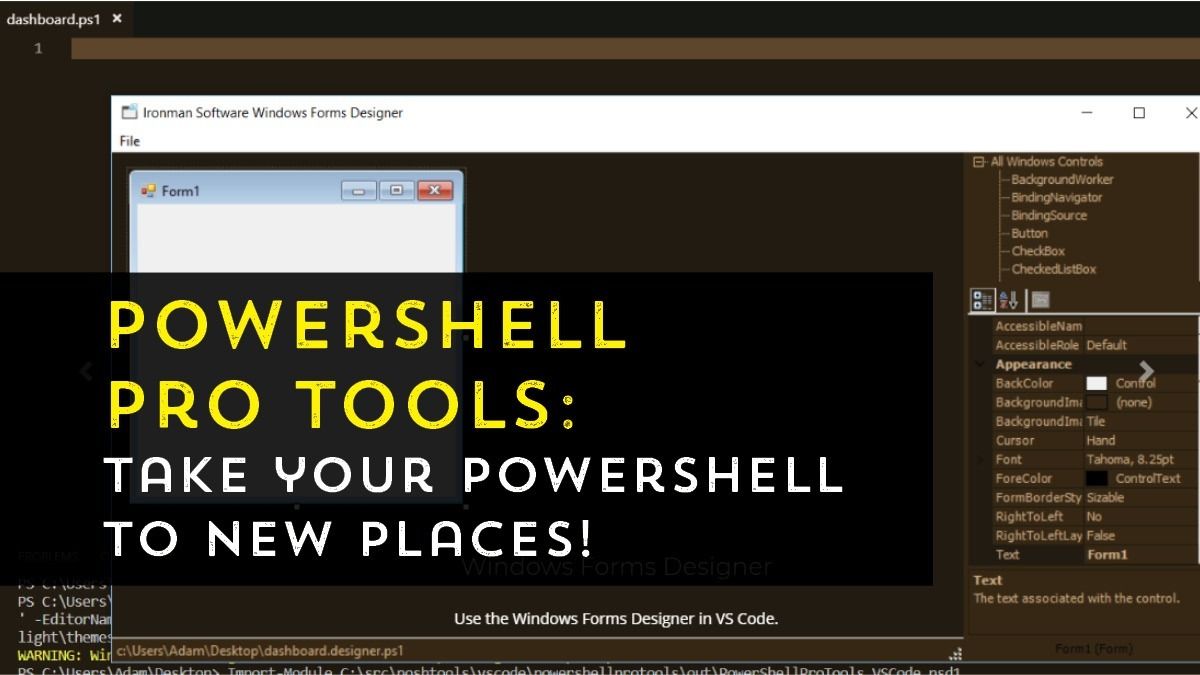 dashboard.ps1 ×
1
Ironman Software Windows Forms Designer
File
Form1
All Windows Controls
BackgroundWorker
BindingNavigator
BindingSource
Button
CheckBox
CheckedListBox
AccessibleNam
AccessibleRole Default
Appearance
BackColor Control
BackgroundIma (none)
BackgroundIma Tile
Cursor Hand
Font Tahoma, 8.25pt
ForeColor ControlText
FormBorderSty Sizable
RightToLeft No
RightToLeftLay False
Text Form1
Text
The text associated with the control.
Form1 (Form)
POWERSHELL
PRO TOOLS:
TAKE YOUR POWERSHELL
TO NEW PLACES!
Windows Forms Designer
Use the Windows Forms Designer in VS Code.
PROBLEMS
PS C:\Users
PS C:\Users\
' -EditorNam
light\themes
WARNING: Wir
c:\Users\Adam\Desktop\dashboard.designer.ps1
PS C:\Users\Adam\Desktop> Import-Module C:\src\poshtools\vscode\powershellprotools\out\PowerShellProTools.VSCode.psd1